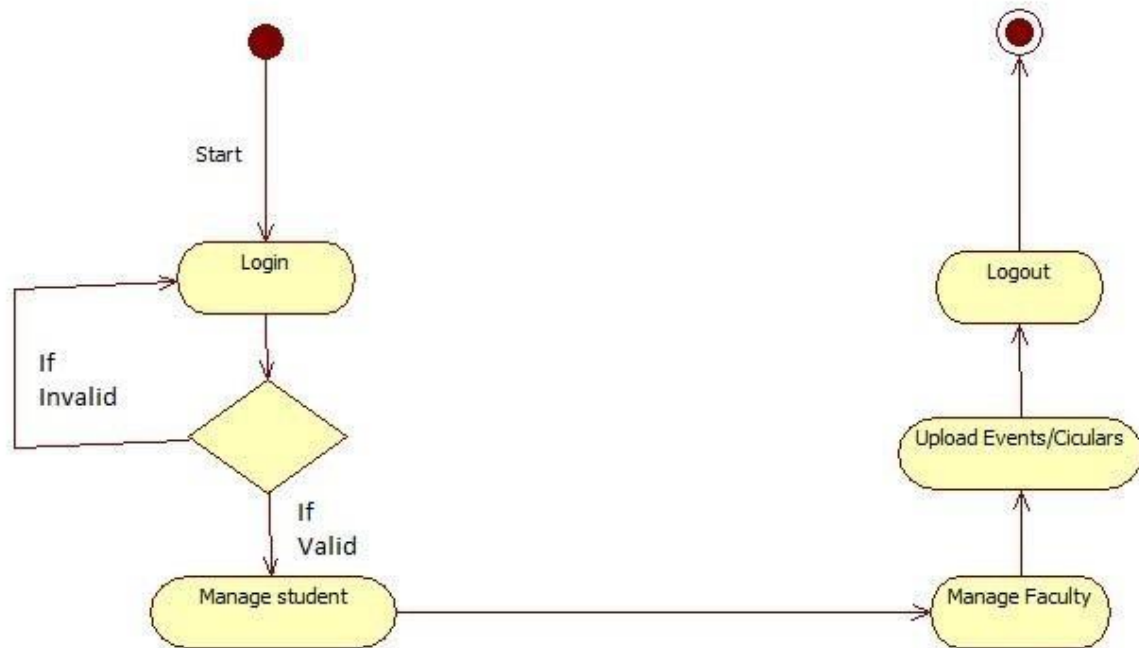 Start
Login
If
Invalid
If
Valid
Manage student
Manage Faculty
Upload Events/Ciculars
Logout